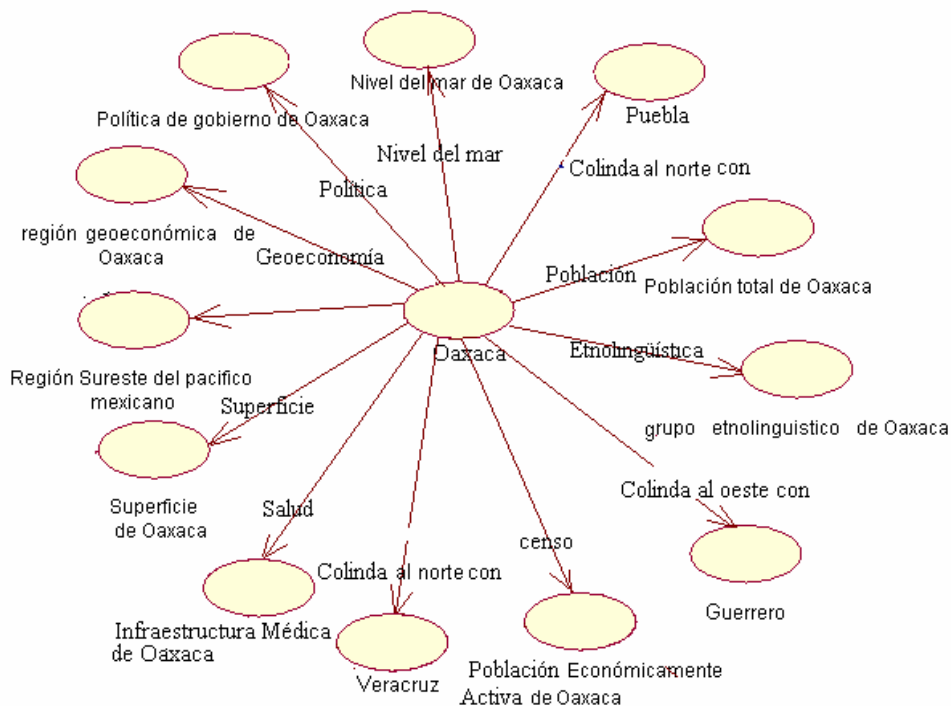 Nivel del mar de Oaxaca
Puebla
Política de gobierno de Oaxaca
Nivel del mar
Colinda al norte con
Política
región geoeconómica de
Oaxaca
Geoeconomía
Población
Población total de Oaxaca
Oaxaca
Etnolingüística
Región Sureste del pacifico
mexicano
Superficie
grupo etnolinguistico de Oaxaca
Colinda al oeste con
Superficie
de Oaxaca
Salud
censo
Colinda al norte con
Guerrero
Infraestructura Médica
de Oaxaca
Veracruz
Población Económicamente
Activa de Oaxaca